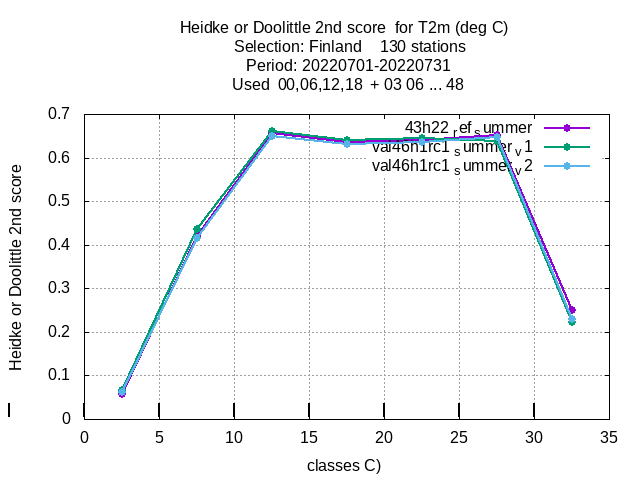 Heidke or Doolittle 2nd score  for T2m (deg C)
Selection: Finland    130 stations
Period: 20220701-20220731
Used  00,06,12,18  + 03 06 ... 48
Heidke or Doolittle 2nd score
0.7
0.6
0.5
0.4
0.3
0.2
0.1
0
43h22 ref summer
val46h1rc1 summer v1
val46h1rc1 summer v2
0 5 10 15 20 25 30 35
classes C)